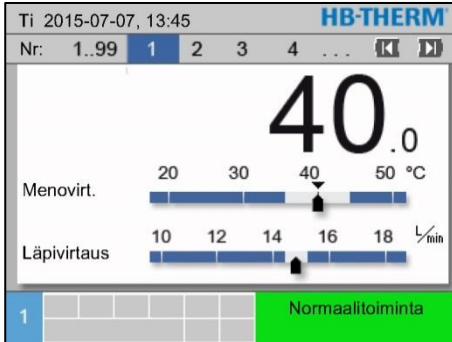 Ti 2015-07-07, 13:45 HB-THERM
Nr: 1..99 1 2 3 4 ...
40.0
20 30 40 50 °C
Menovirt.
10 12 14 16 18 L/min
Läpivirtaus
1 Normaalitoiminta